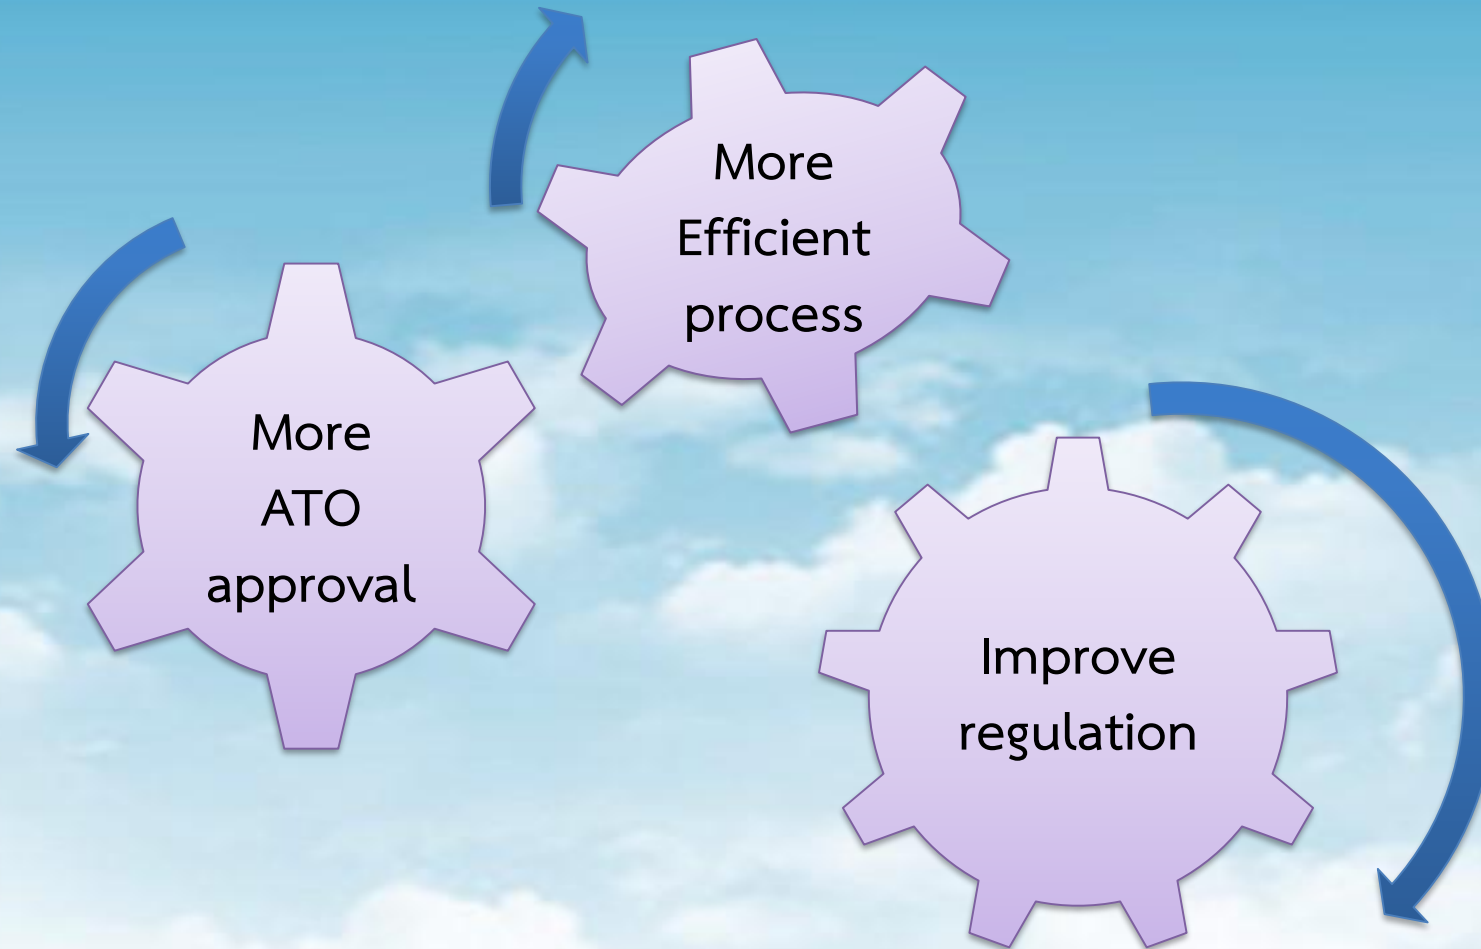 More
Efficient
process
More
ATO
approval
Improve
regulation